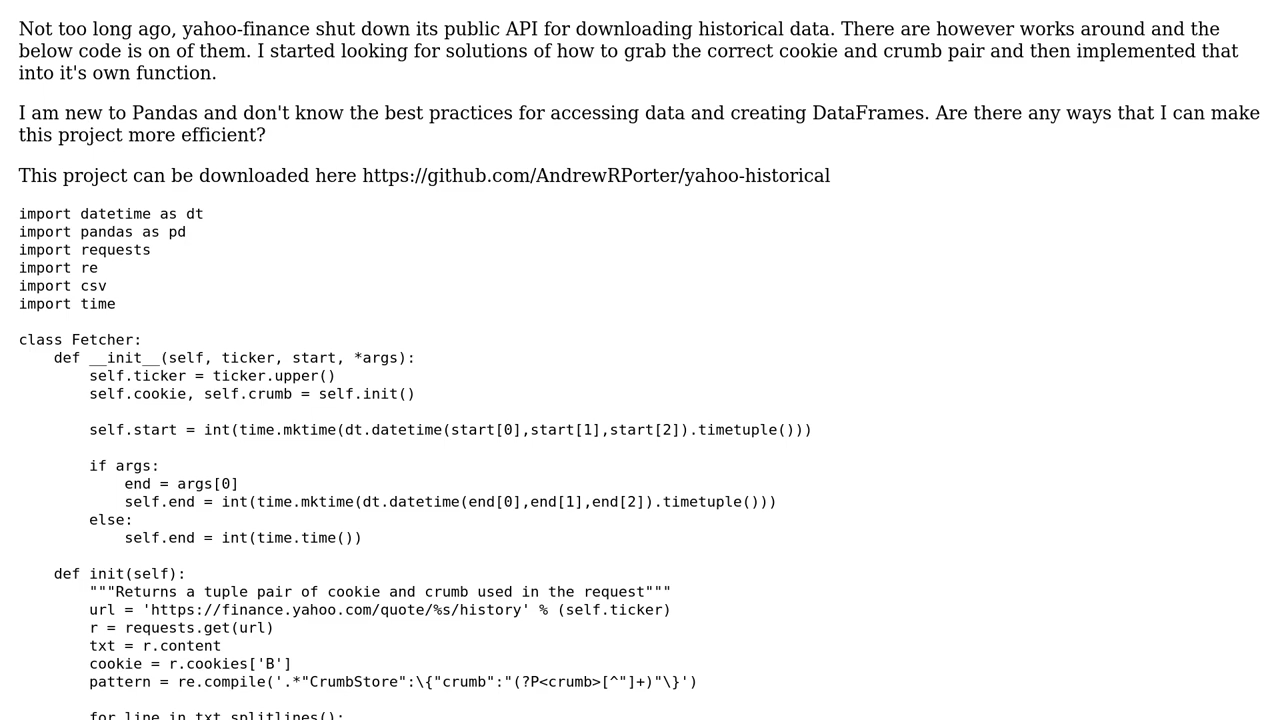 Not too long ago, yahoo-finance shut down its public API for downloading historical data. There are however works around and the
below code is on of them. I started looking for solutions of how to grab the correct cookie and crumb pair and then implemented that
into it's own function.
I am new to Pandas and don't know the best practices for accessing data and creating DataFrames. Are there any ways that I can make
this project more efficient?
This project can be downloaded here https://github.com/AndrewRPorter/yahoo-historical
import datetime as dt
import pandas as pd
import requests
import re
import csv
import time
class Fetcher:
    def __init__(self, ticker, start, *args):
        self.ticker = ticker.upper()
        self.cookie, self.crumb = self.init()
        self.start = int(time.mktime(dt.datetime(start[0],start[1],start[2]).timetuple()))
        if args:
            end = args[0]
            self.end = int(time.mktime(dt.datetime(end[0],end[1],end[2]).timetuple()))
        else:
            self.end = int(time.time())
    def init(self):
        """Returns a tuple pair of cookie and crumb used in the request"""
        url = 'https://finance.yahoo.com/quote/%s/history' % (self.ticker)
        r = requests.get(url)
        txt = r.content
        cookie = r.cookies['B']
        pattern = re.compile('.*"CrumbStore":\{"crumb":"(?P<crumb>[^"]+)"\}')
        for line in txt.splitlines():